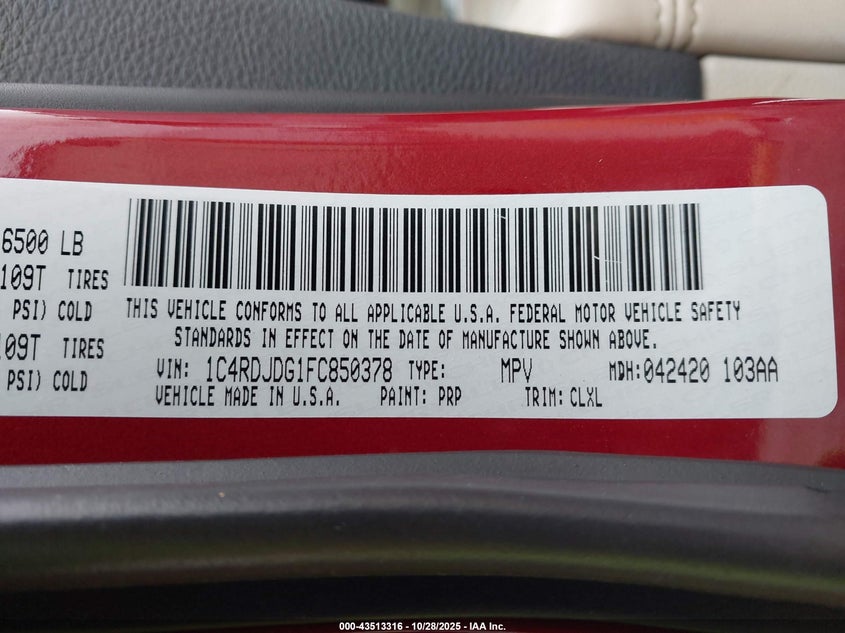 6500 LB
109T TIRES
PSI) COLD
09T TIRES
PSI) COLD
THIS VEHICLE CONFORMS TO ALL APPLICABLE U.S.A. FEDERAL MOTOR VEHICLE SAFETY
STANDARDS IN EFFECT ON THE DATE OF MANUFACTURE SHOWN ABOVE.
VIN: 1C4RDJDG1FC850378 TYPE: MPV MDH: 042420 103AA
VEHICLE MADE IN U.S.A. PAINT: PRP TRIM: CLXL
000-43513316 - 10/28/2025 - IAA Inc.